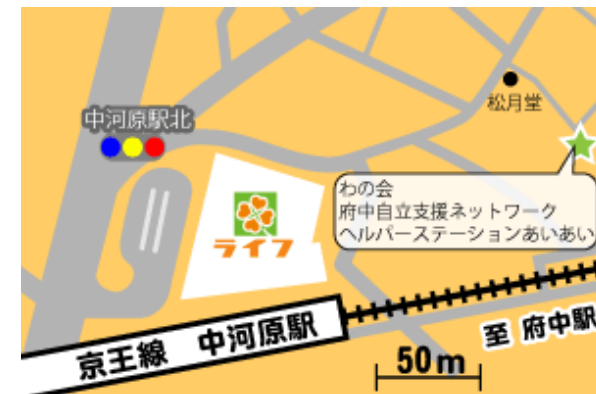 中河原駅北
松月堂
わの会
府中自立支援ネットワーク
ヘルパーステーションあいあい
ライフ
京王線 中河原駅
至 府中駅
50m